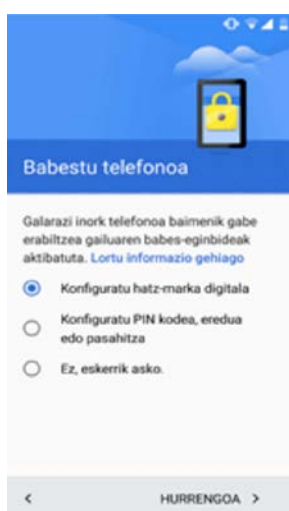 Babestu telefonoa
Galarazi inork telefonoa baimenik gabe
erabiltzea gailuaren babes-eginbideak
aktibatuta. Lortu informazio gehiago
Konfiguratu hatz-marka digitala
Konfiguratu PIN kodea, eredua
edo pasahitza
Ez, eskerrik asko.
HURRENGOA